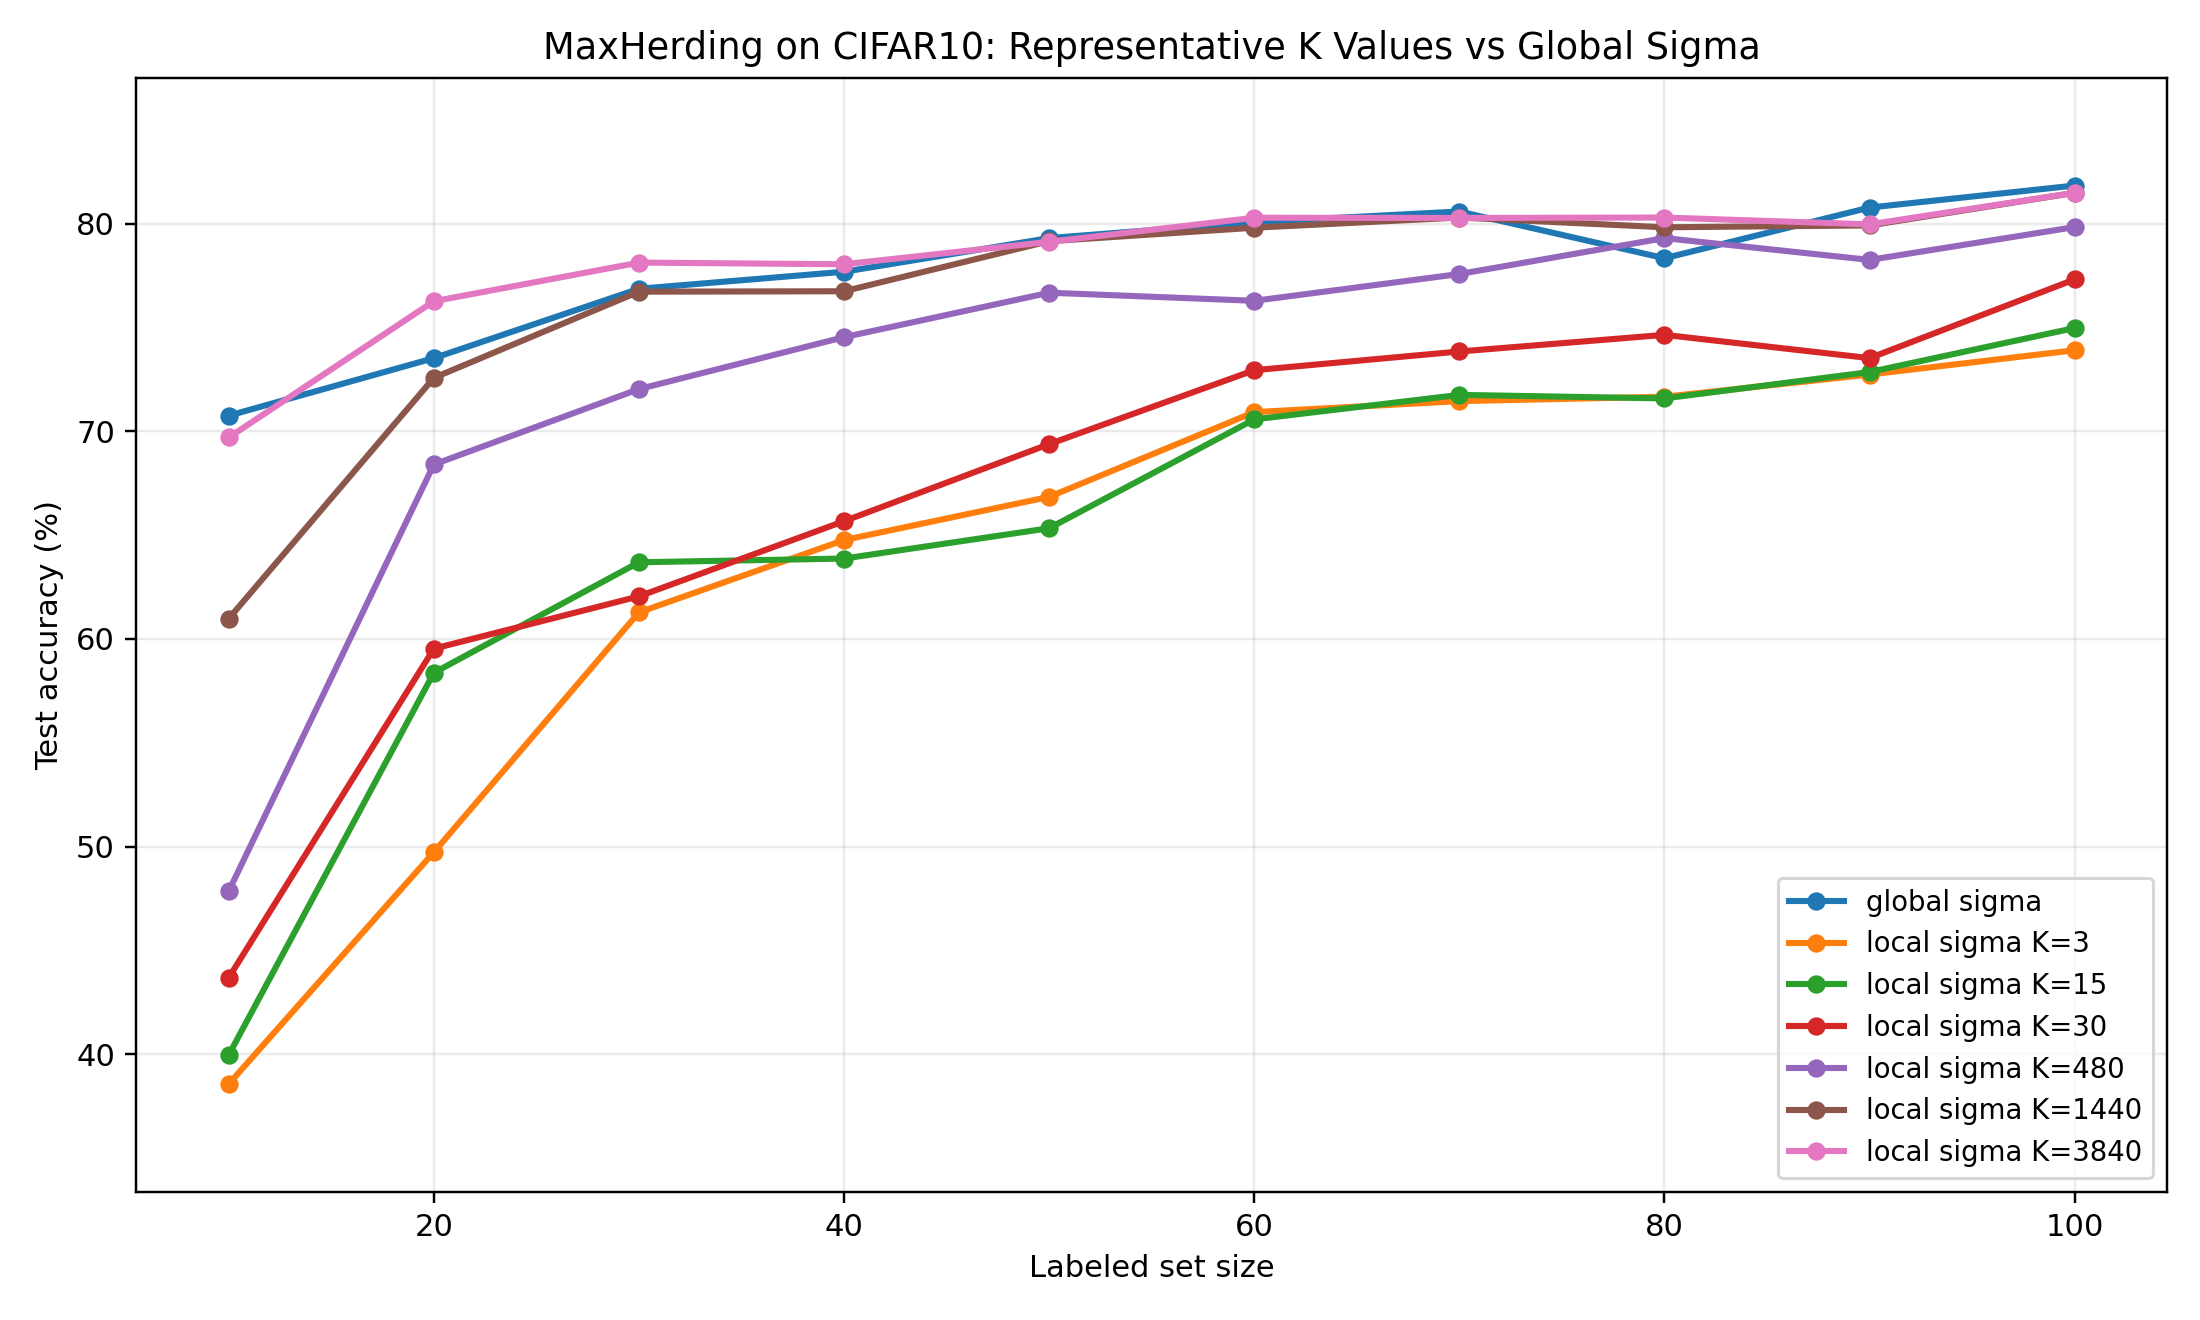 MaxHerding on CIFAR10: Representative K Values vs Global Sigma
Test accuracy (%)
80
70
60
50
40
20
40
60
80
100
Labeled set size
global sigma
local sigma K=3
local sigma K=15
local sigma K=30
local sigma K=480
local sigma K=1440
local sigma K=3840